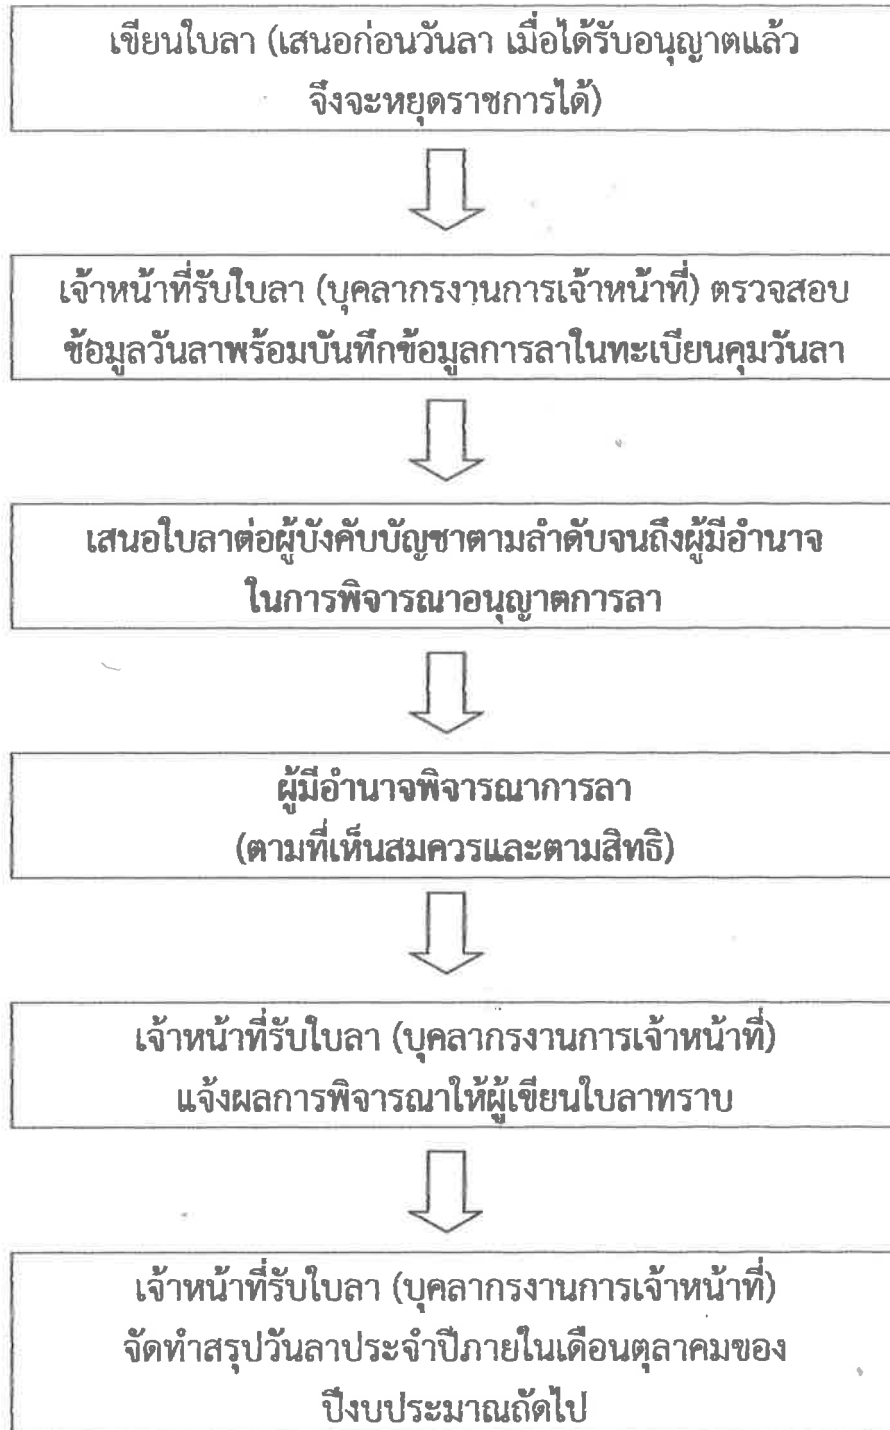 เขียนใบลา (เสนอก่อนวันลา เมื่อได้รับอนุญาตแล้ว
จึงจะหยุดราชการได้)
เจ้าหน้าที่รับใบลา (บุคลากรงานการเจ้าหน้าที่) ตรวจสอบ
ข้อมูลวันลาพร้อมบันทึกข้อมูลการลาในทะเบียนคุมวันลา
เสนอใบลาต่อผู้บังคับบัญชาตามลำดับจนถึงผู้มีอำนาจ
ในการพิจารณาอนุญาตการลา
ผู้มีอำนาจพิจารณาการลา
(ตามที่เห็นสมควรและตามสิทธิ)
เจ้าหน้าที่รับใบลา (บุคลากรงานการเจ้าหน้าที่)
แจ้งผลการพิจารณาให้ผู้เขียนใบลาทราบ
เจ้าหน้าที่รับใบลา (บุคลากรงานการเจ้าหน้าที่)
จัดทำสรุปวันลาประจำปีภายในเดือนตุลาคมของ
ปีงบประมาณถัดไป